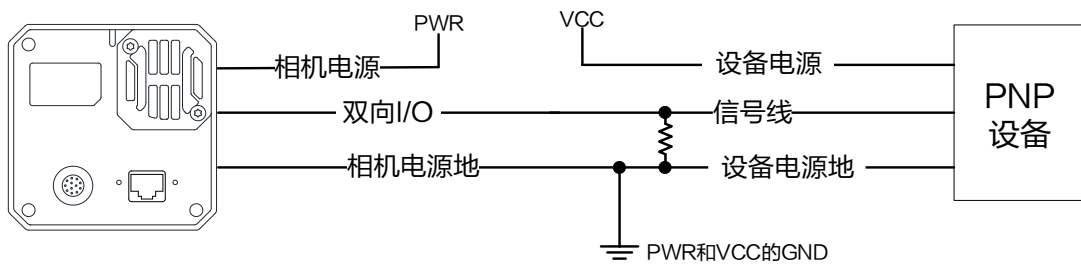 PWR
VCC
相机电源
设备电源
双向I/O
信号线
PNP
设备
相机电源地
设备电源地
PWR和VCC的GND